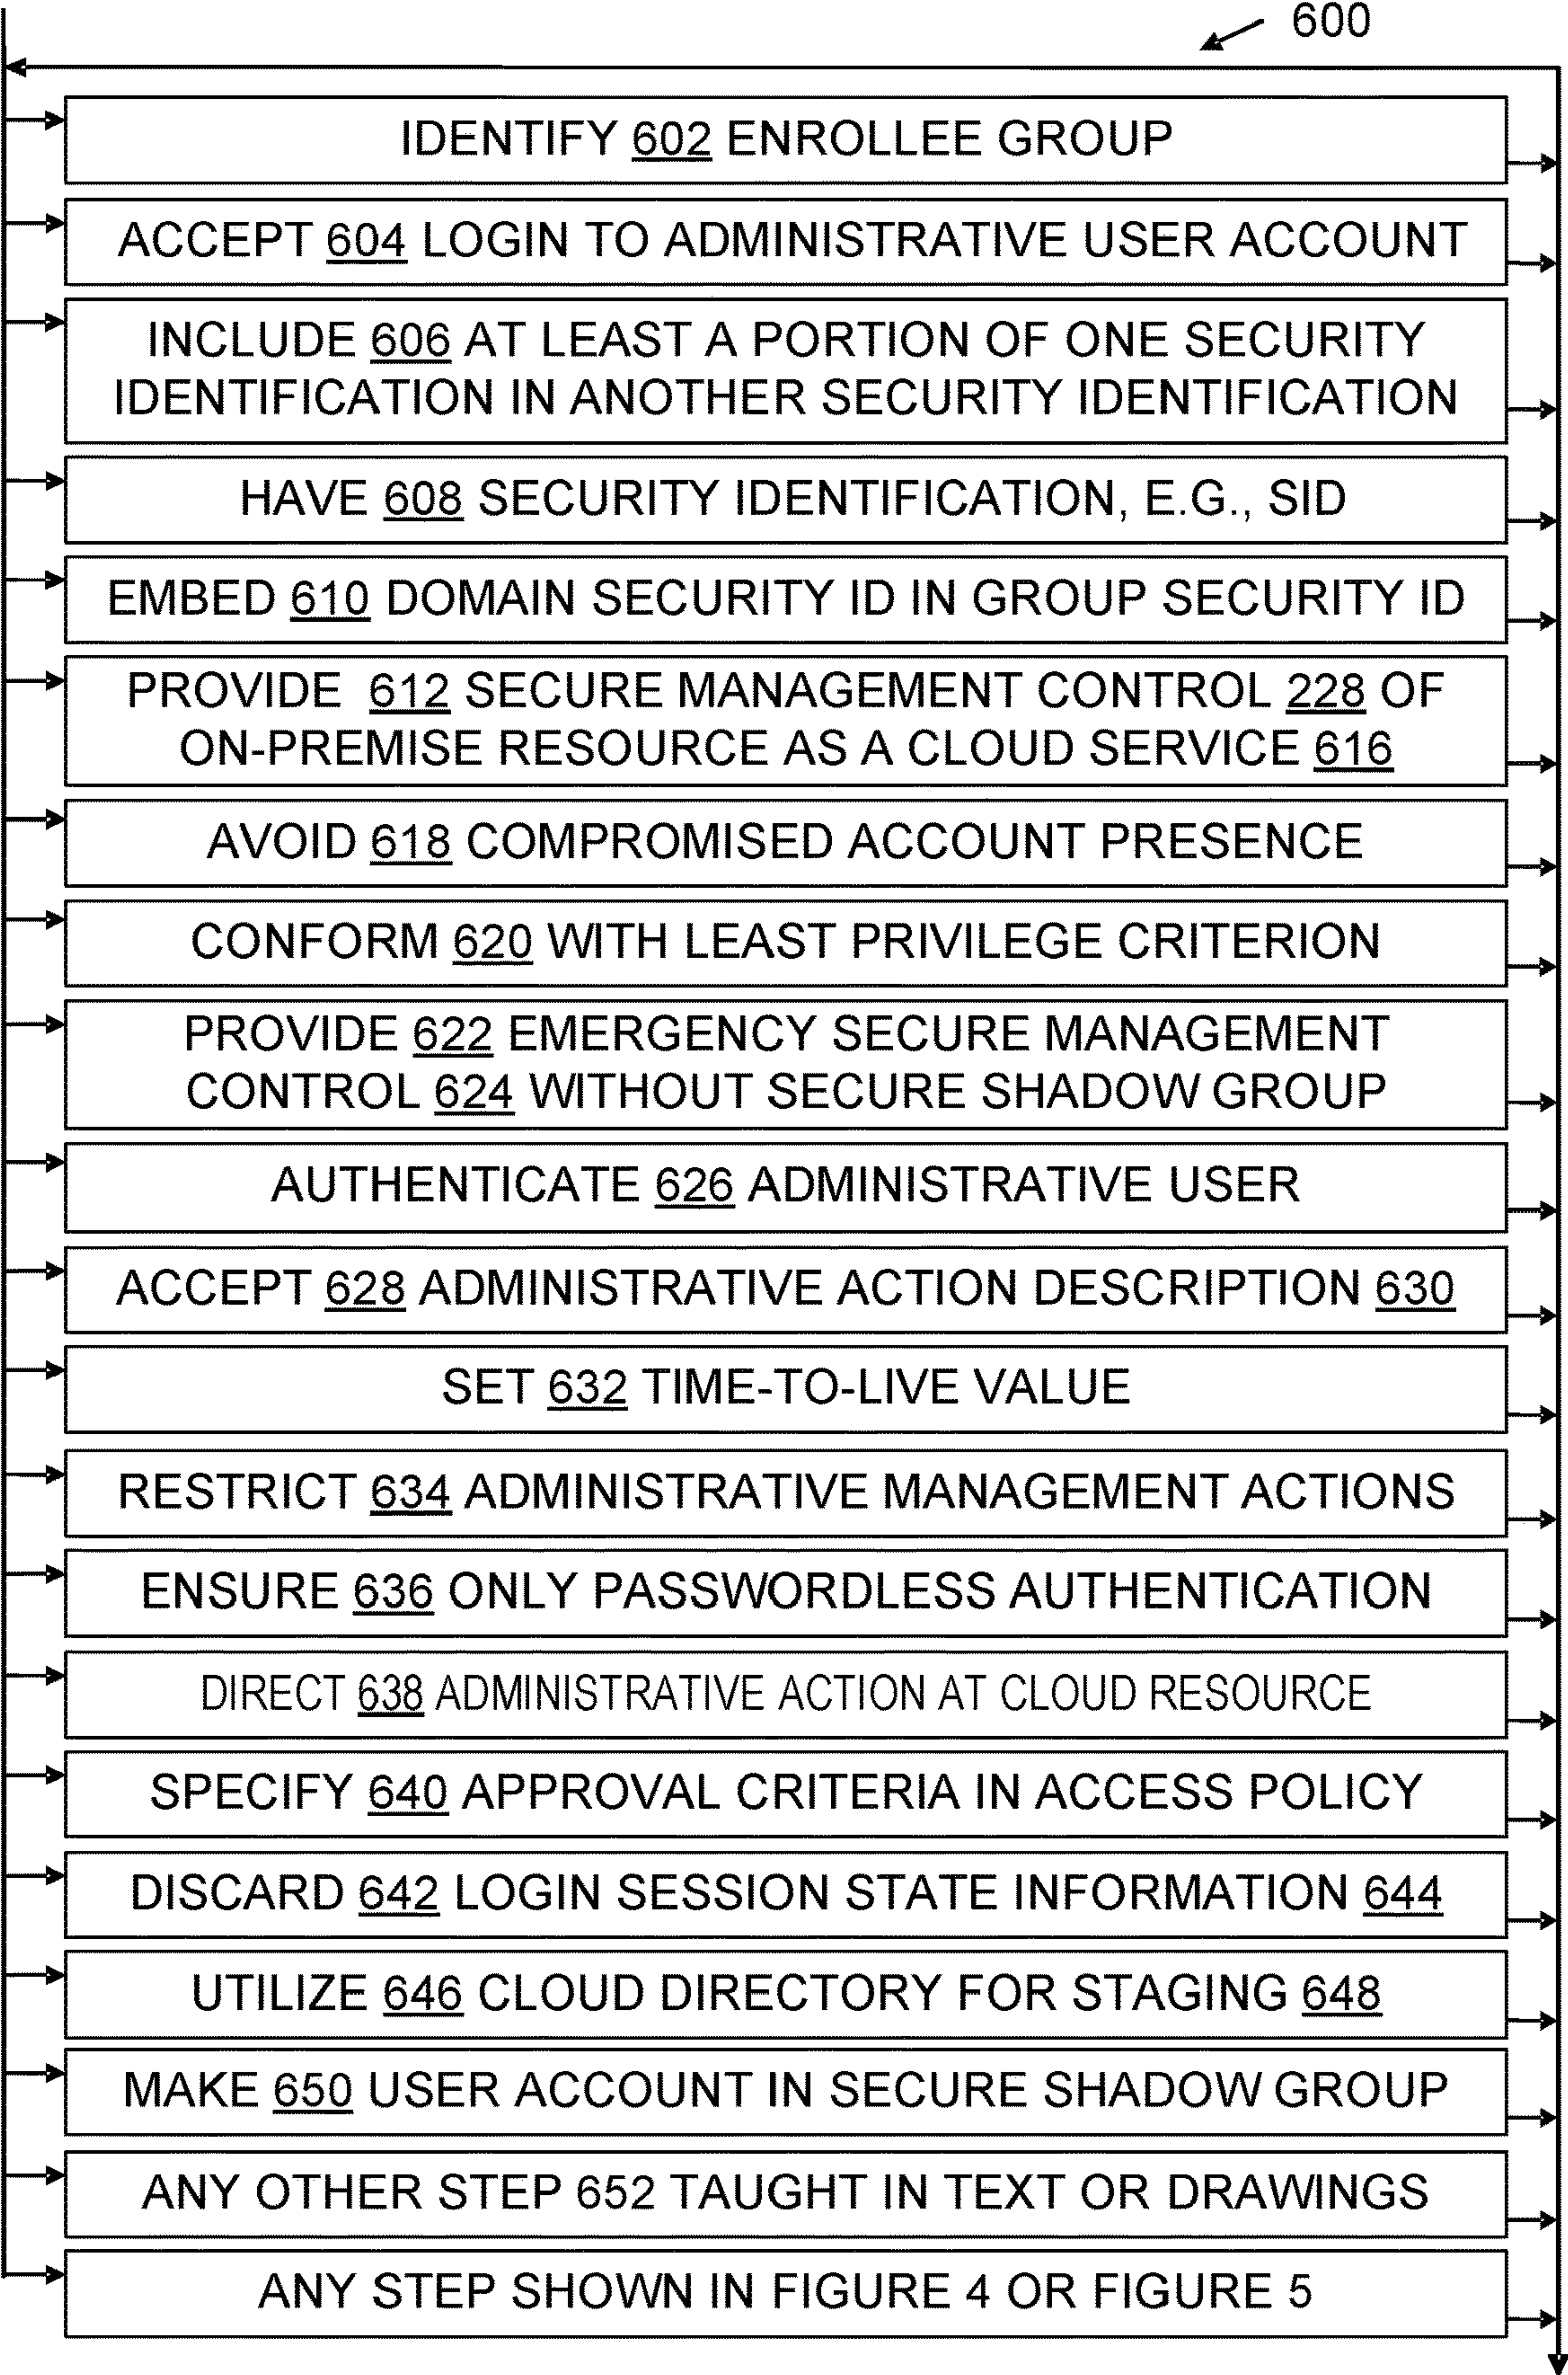 600
IDENTIFY 602 ENROLLEE GROUP
ACCEPT 604 LOGIN TO ADMINISTRATIVE USER ACCOUNT
INCLUDE 606 AT LEAST A PORTION OF ONE SECURITY
IDENTIFICATION IN ANOTHER SECURITY IDENTIFICATION
HAVE 608 SECURITY IDENTIFICATION, E.G., SID
EMBED 610 DOMAIN SECURITY ID IN GROUP SECURITY ID
PROVIDE 612 SECURE MANAGEMENT CONTROL 228 OF
ON-PREMISE RESOURCE AS A CLOUD SERVICE 616
AVOID 618 COMPROMISED ACCOUNT PRESENCE
CONFORM 620 WITH LEAST PRIVILEGE CRITERION
PROVIDE 622 EMERGENCY SECURE MANAGEMENT
CONTROL 624 WITHOUT SECURE SHADOW GROUP
AUTHENTICATE 626 ADMINISTRATIVE USER
ACCEPT 628 ADMINISTRATIVE ACTION DESCRIPTION 630
SET 632 TIME-TO-LIVE VALUE
RESTRICT 634 ADMINISTRATIVE MANAGEMENT ACTIONS
ENSURE 636 ONLY PASSWORDLESS AUTHENTICATION
DIRECT 638 ADMINISTRATIVE ACTION AT CLOUD RESOURCE
SPECIFY 640 APPROVAL CRITERIA IN ACCESS POLICY
DISCARD 642 LOGIN SESSION STATE INFORMATION 644
UTILIZE 646 CLOUD DIRECTORY FOR STAGING 648
MAKE 650 USER ACCOUNT IN SECURE SHADOW GROUP
ANY OTHER STEP 652 TAUGHT IN TEXT OR DRAWINGS
ANY STEP SHOWN IN FIGURE 4 OR FIGURE 5